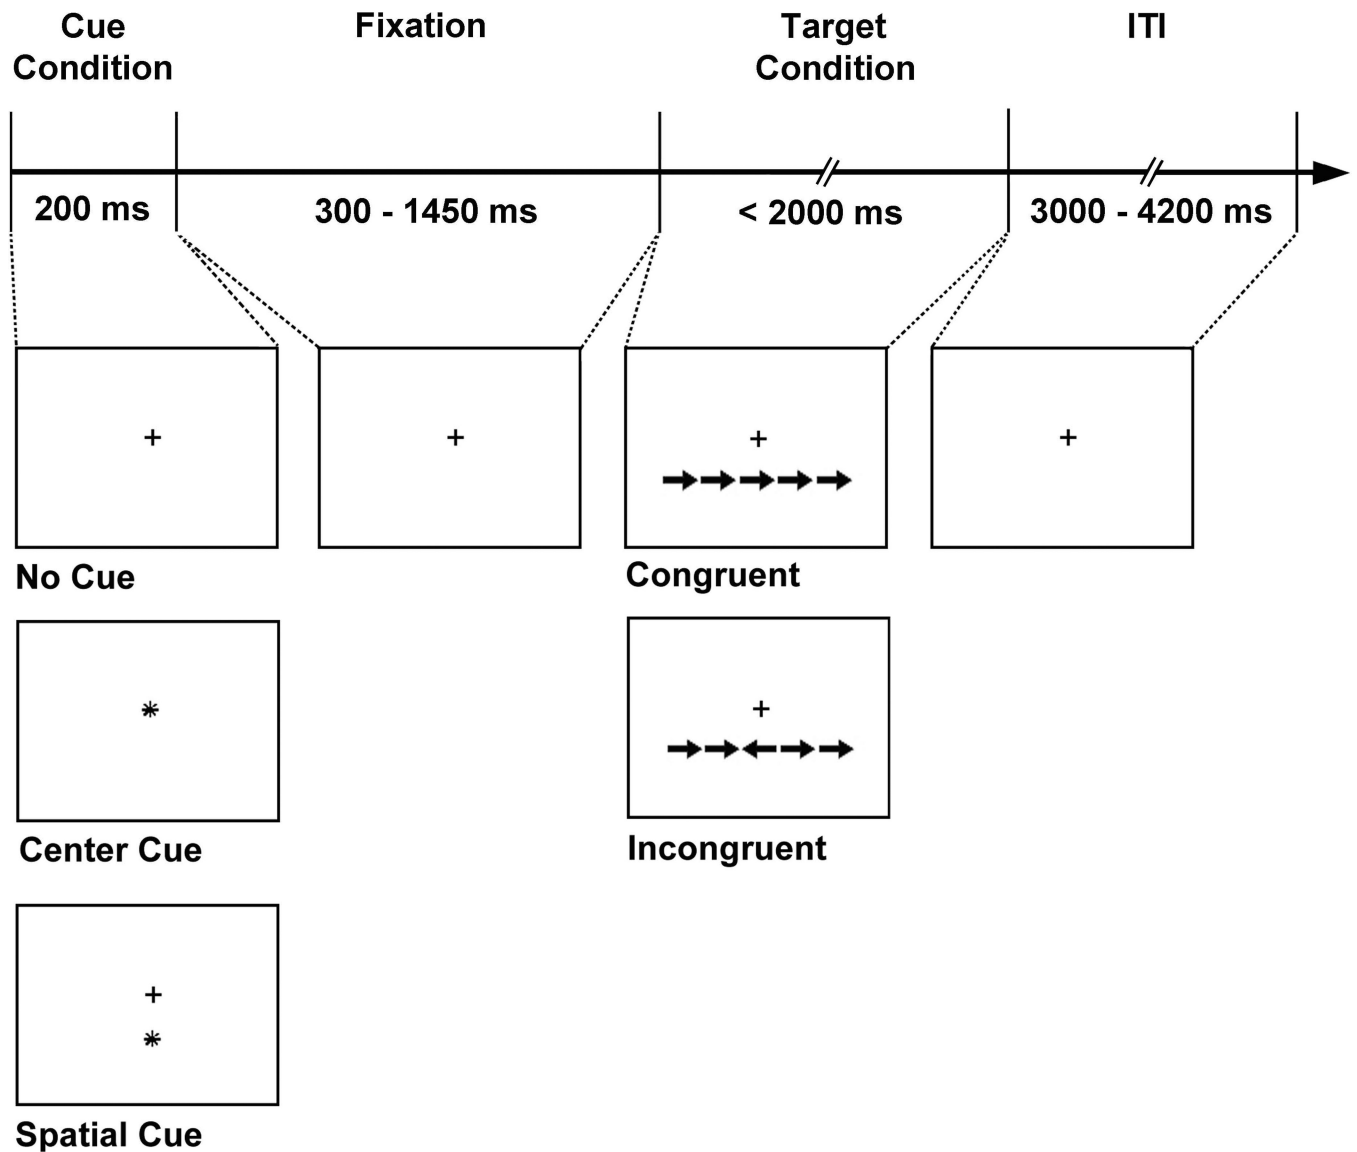 Cue
Condition
Fixation
Target
Condition
ITI
200 ms
300 - 1450 ms
< 2000 ms
3000 - 4200 ms
No Cue
Congruent
Center Cue
Incongruent
Spatial Cue